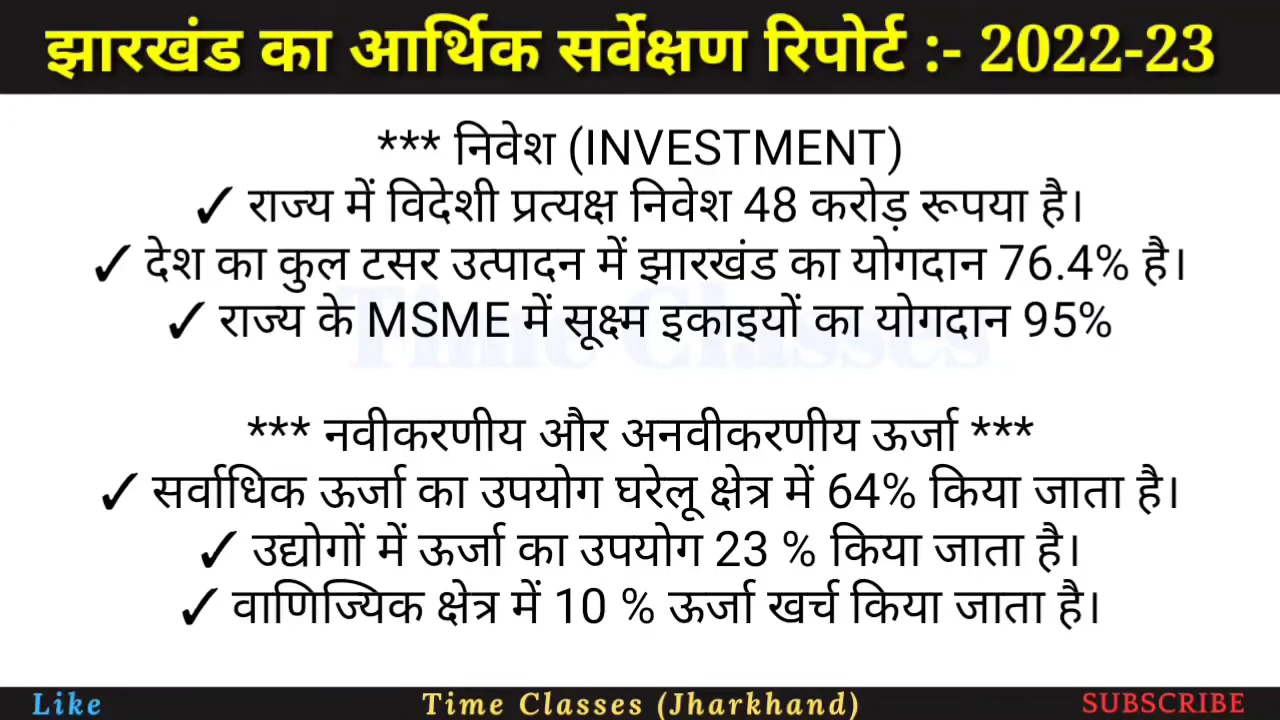 झारखंड का आर्थिक सर्वेक्षण रिपोर्ट :- 2022-23
*** निवेश (INVESTMENT)
✓ राज्य में विदेशी प्रत्यक्ष निवेश 48 करोड़ रूपया है।
✓ देश का कुल टसर उत्पादन में झारखंड का योगदान 76.4% है।
✓ राज्य के MSME में सूक्ष्म इकाइयों का योगदान 95%
Time Classes
*** नवीकरणीय और अनवीकरणीय ऊर्जा ***
✓ सर्वाधिक ऊर्जा का उपयोग घरेलू क्षेत्र में 64% किया जाता है।
✓ उद्योगों में ऊर्जा का उपयोग 23 % किया जाता है।
✓ वाणिज्यिक क्षेत्र में 10 % ऊर्जा खर्च किया जाता है।
Like Time Classes (Jharkhand) SUBSCRIBE